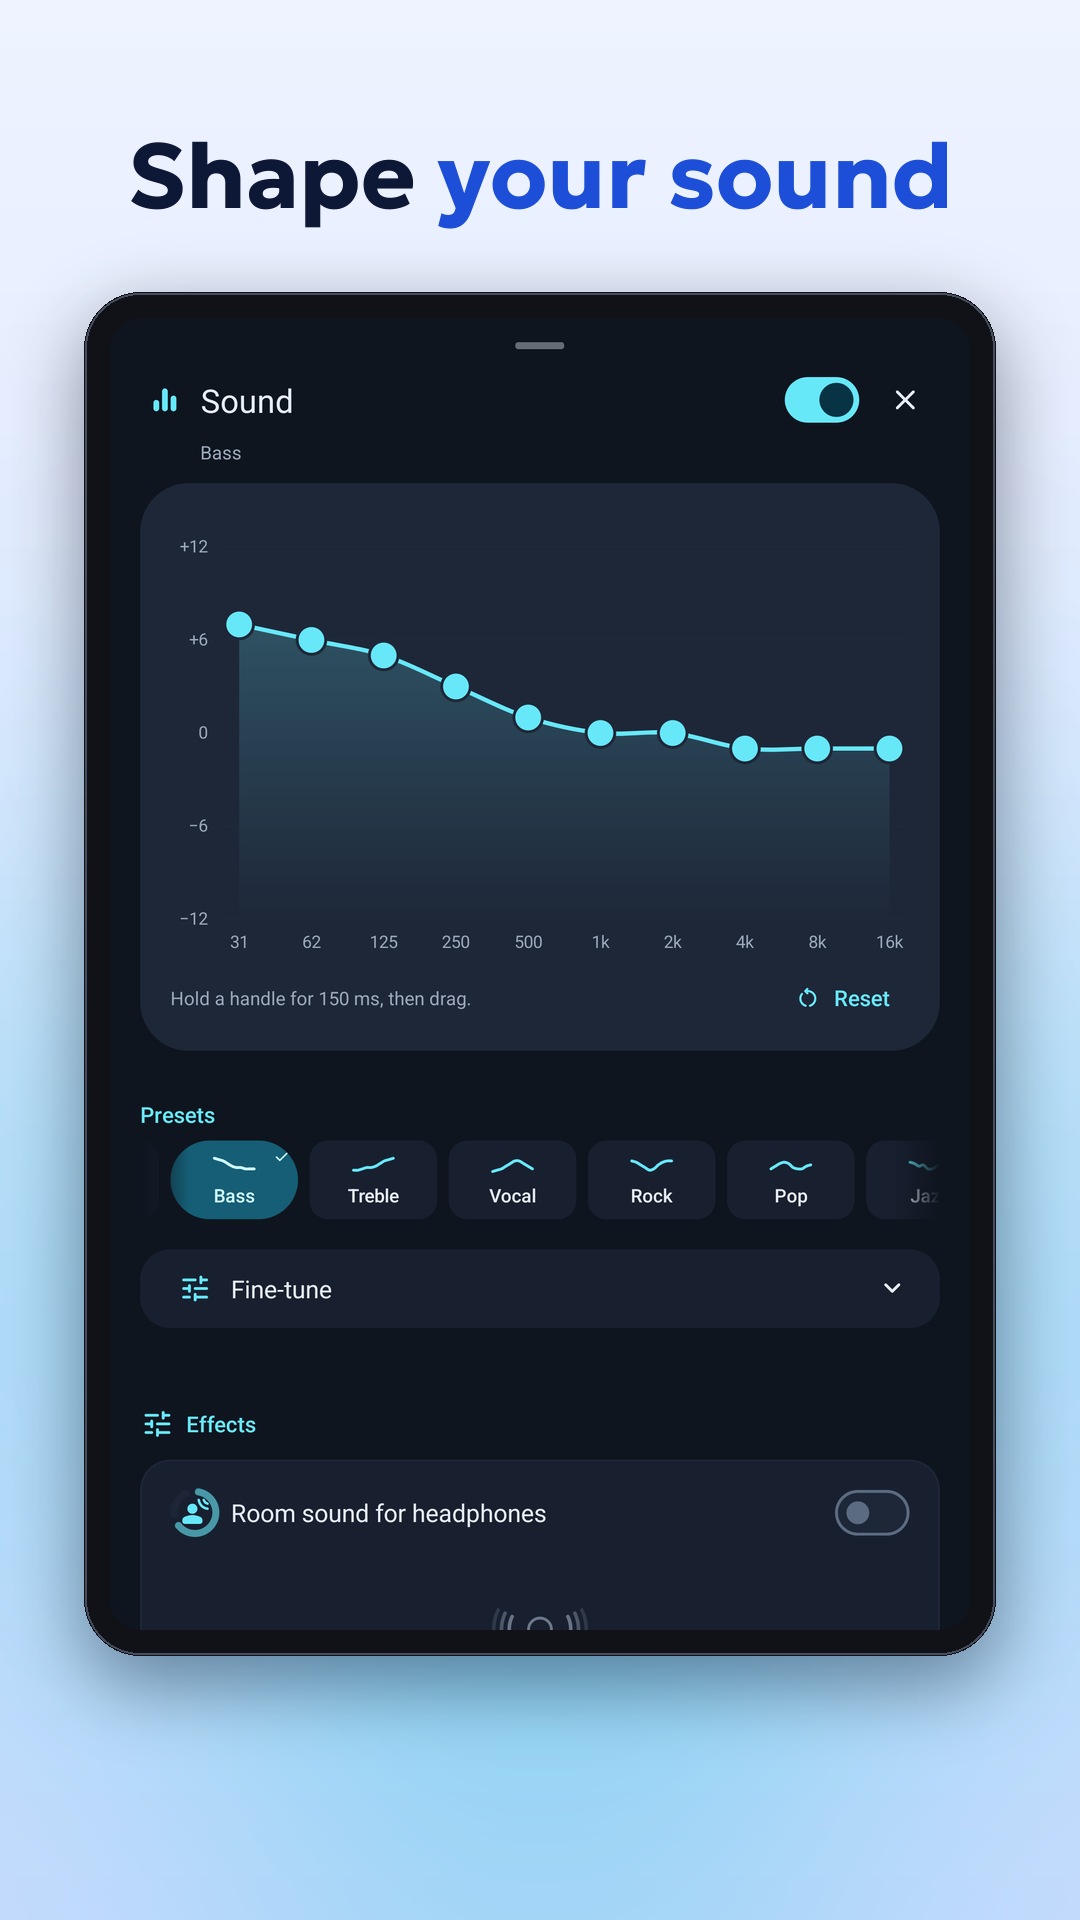 Shape your sound
Sound
Bass
+12
+6
0
−6
−12
31 62 125 250 500 1k 2k 4k 8k 16k
Hold a handle for 150 ms, then drag.
Reset
Presets
Bass Treble Vocal Rock Pop Jaz
Fine-tune
Effects
Room sound for headphones